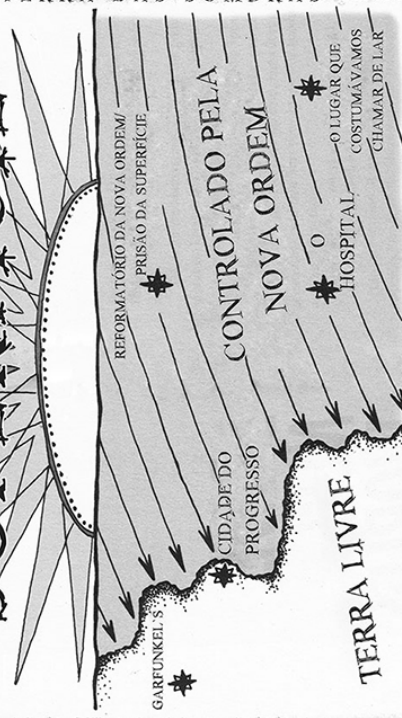 REFORMATÓRIO DA NOVA ORDEM/
PRISÃO DA SUPERFÍCIE
GARFUNKEL'S
CONTROLADO PELA
NOVA ORDEM
CIDADE DO
PROGRESSO
O
HOSPITAL
O LUGAR QUE
COSTUMÁVAMOS
CHAMAR DE LAR
TERRA LIVRE